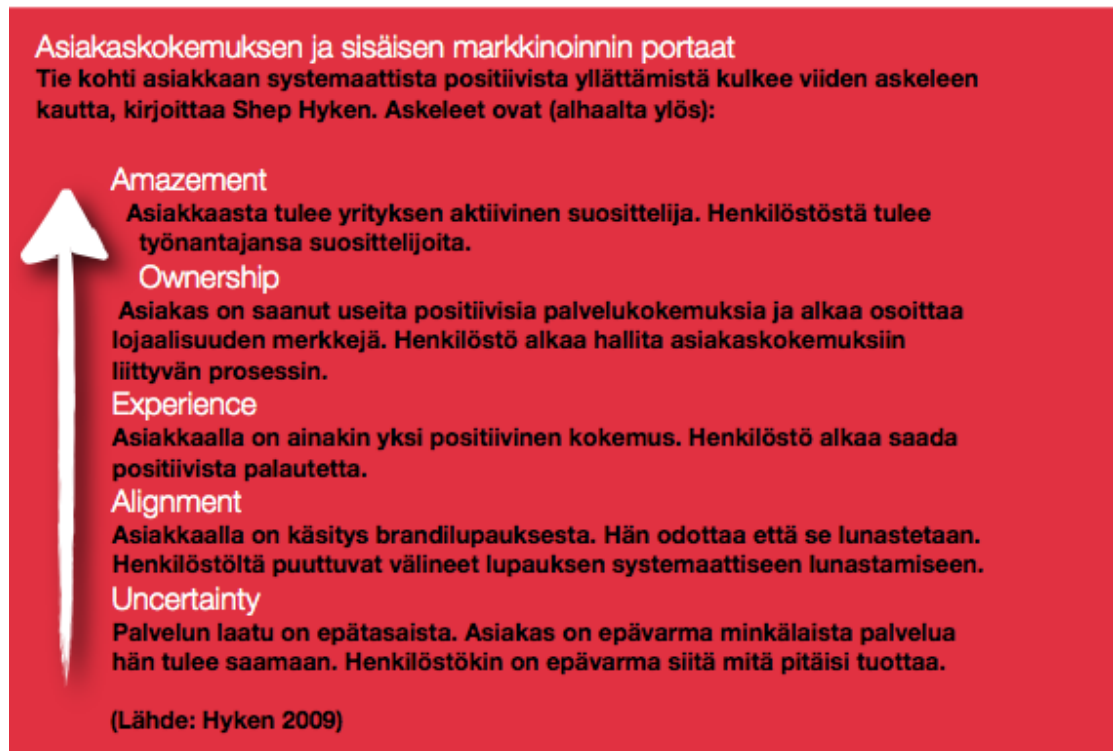 Asiakaskokemuksen ja sisäisen markkinoinnin portaat
Tie kohti asiakkaan systemaattista positiivista yllättämistä kulkee viiden askeleen
kautta, kirjoittaa Shep Hyken. Askeleet ovat (alhaalta ylös):
Amazement
Asiakkaasta tulee yrityksen aktiivinen suosittelija. Henkilöstöstä tulee
työnantajansa suosittelijoita.
Ownership
Asiakas on saanut useita positiivisia palvelukokemuksia ja alkaa osoittaa
lojaalisuuden merkkejä. Henkilöstö alkaa hallita asiakaskokemuksiin
liittyvän prosessin.
Experience
Asiakkaalla on ainakin yksi positiivinen kokemus. Henkilöstö alkaa saada
positiivista palautetta.
Alignment
Asiakkaalla on käsitys brandilupauksesta. Hän odottaa että se lunastetaan.
Henkilöstöltä puuttuvat välineet lupauksen systemaattiseen lunastamiseen.
Uncertainty
Palvelun laatu on epätasaista. Asiakas on epävarma minkälaista palvelua
hän tulee saamaan. Henkilöstökin on epävarma siitä mitä pitäisi tuottaa.
(Lähde: Hyken 2009)